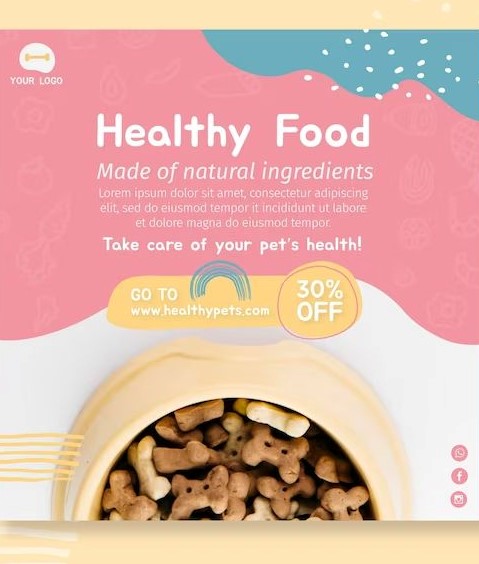 YOUR LOGO
Healthy Food
Made of natural ingredients
Lorem ipsum dolor sit amet, consectetur adipiscing
elit, sed do eiusmod tempor it incididunt ut labore
et dolore magna do eiusmod tempor.
Take care of your pet's health!
GO TO
www.healthypets.com
30%
OFF